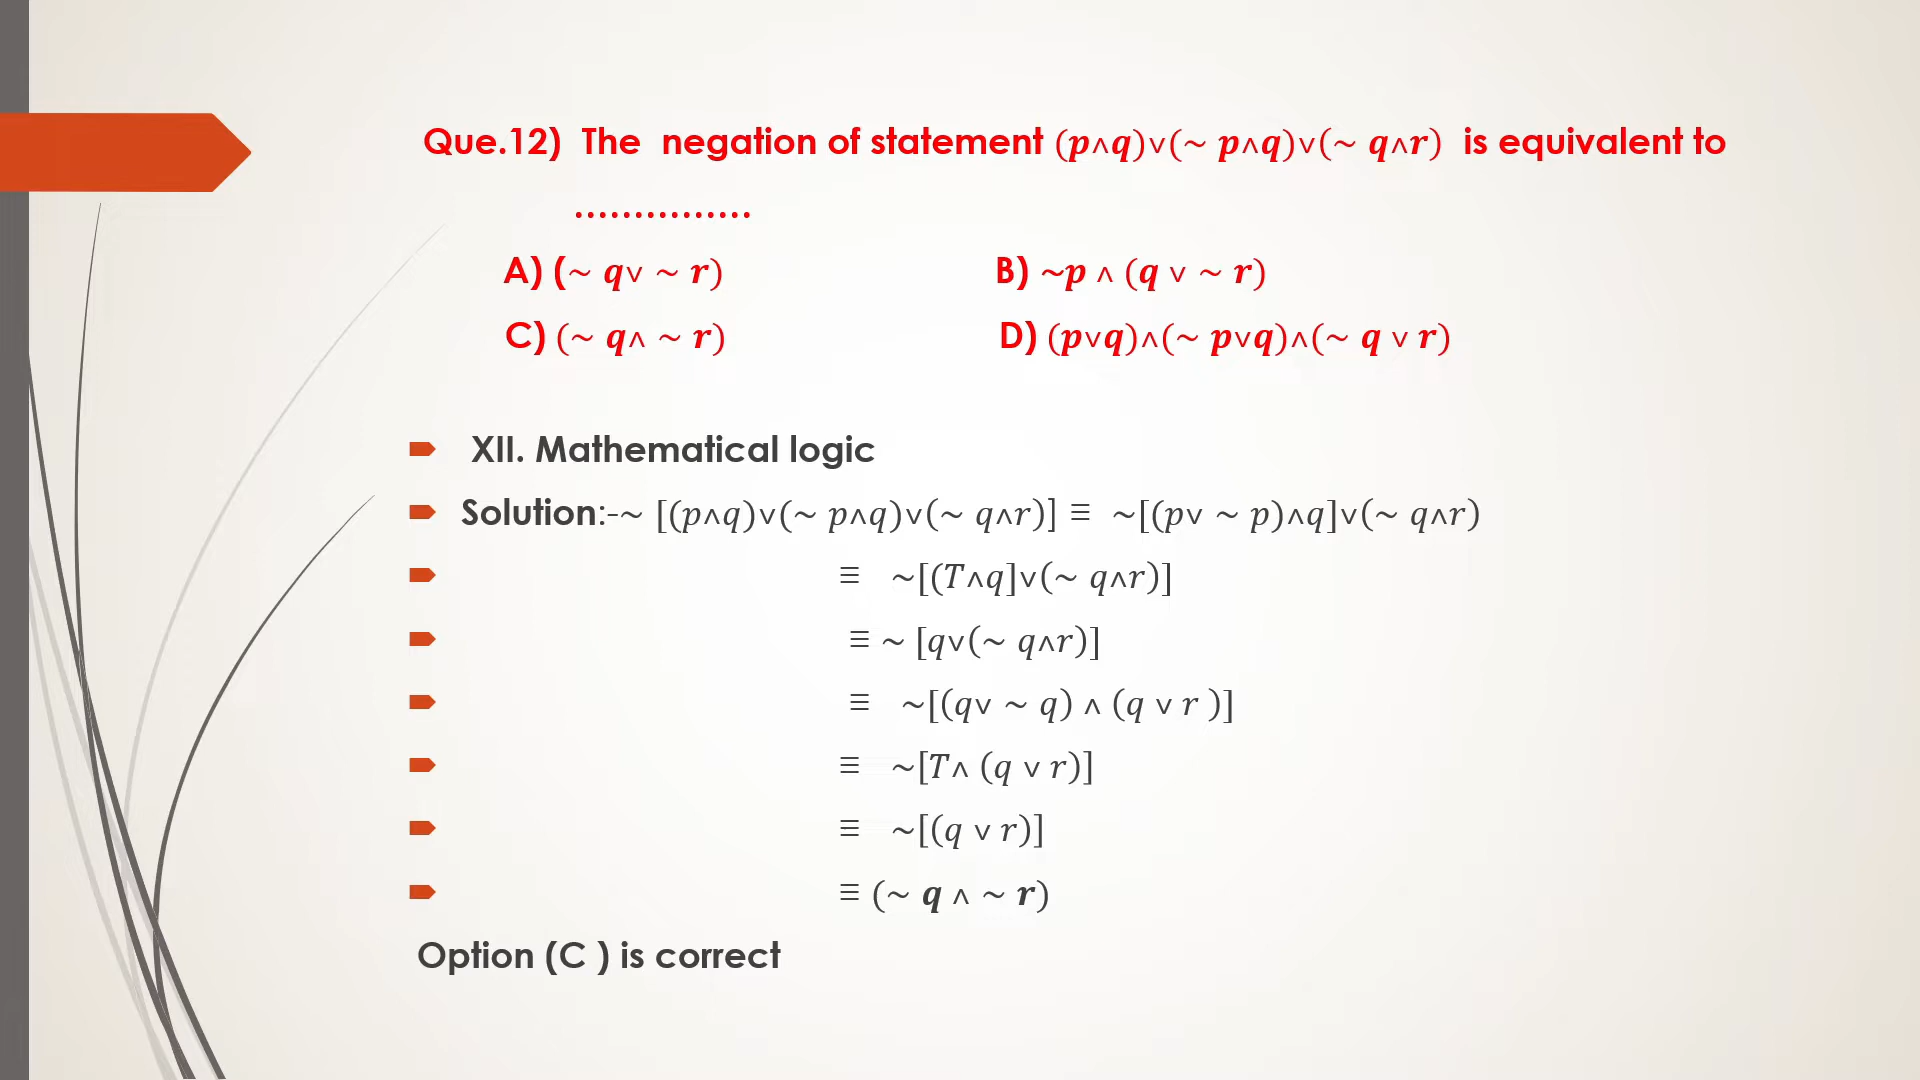 Que.12) The negation of statement (p∧q)∨(∼ p∧q)∨(∼ q∧r) is equivalent to
...............
A) (∼ q∨ ∼ r) B) ~p ∧ (q ∨ ∼ r)
C) (∼ q∧ ∼ r) D) (p∨q)∧(∼ p∨q)∧(∼ q ∨ r)
XII. Mathematical logic
Solution:-∼ [(p∧q)∨(∼ p∧q)∨(∼ q∧r)] ≡ ∼[(p∨ ∼ p)∧q]∨(∼ q∧r)
≡ ∼[(T∧q]∨(∼ q∧r)]
≡ ∼ [q∨(∼ q∧r)]
≡ ∼[(q∨ ∼ q) ∧ (q ∨ r )]
≡ ∼[T∧ (q ∨ r)]
≡ ∼[(q ∨ r)]
≡ (∼ q ∧ ∼ r)
Option (C ) is correct